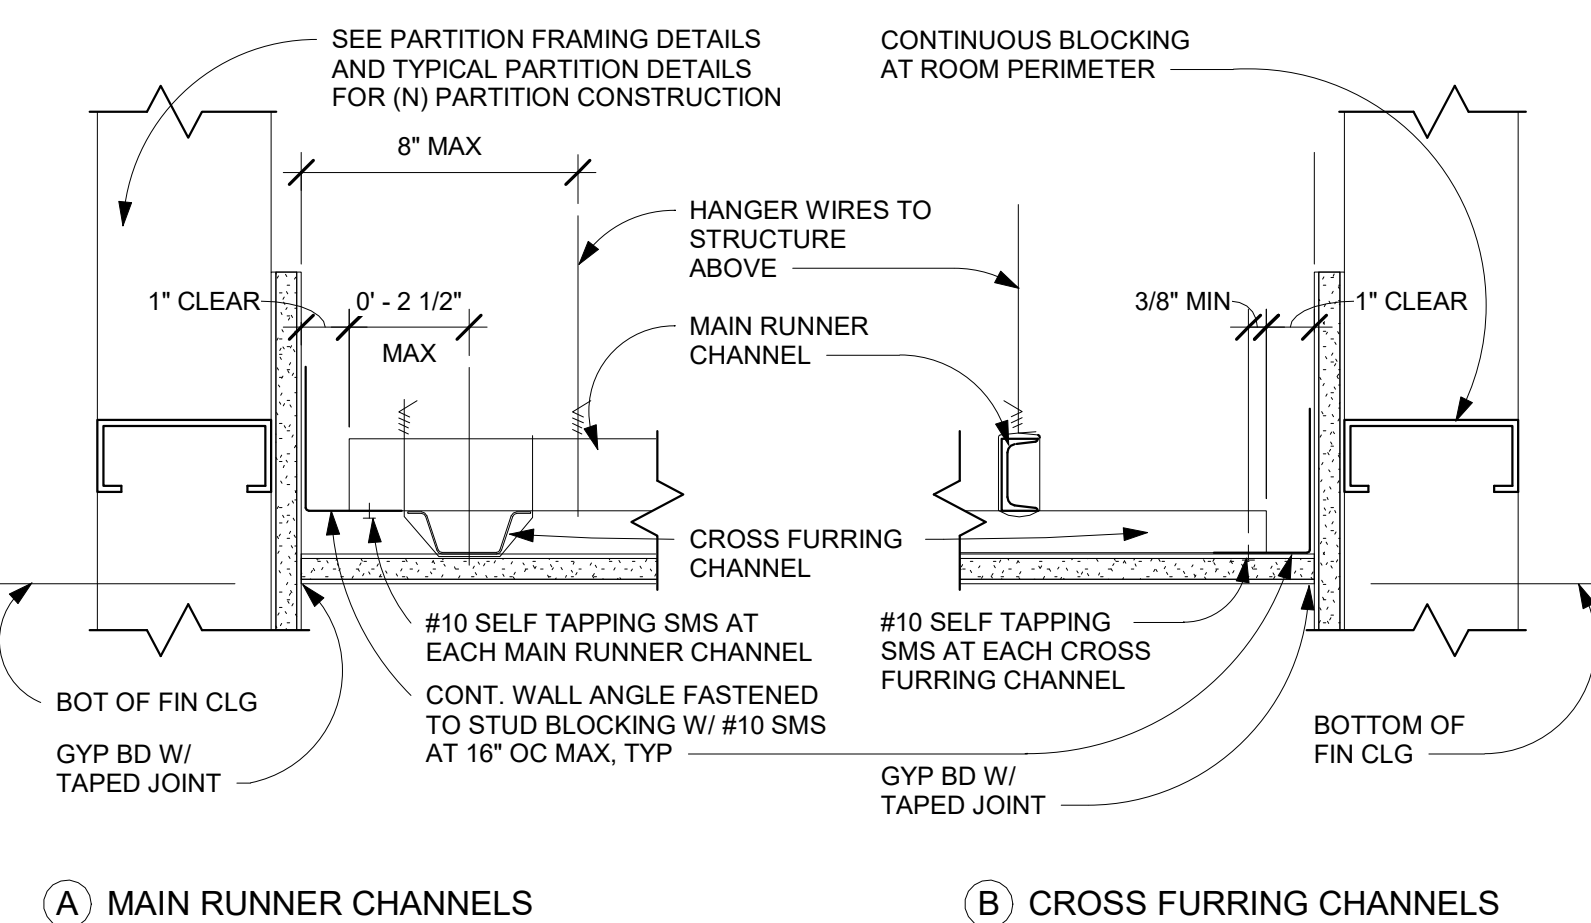 SEE PARTITION FRAMING DETAILS
AND TYPICAL PARTITION DETAILS
FOR (N) PARTITION CONSTRUCTION
CONTINUOUS BLOCKING
AT ROOM PERIMETER
8" MAX
HANGER WIRES TO
STRUCTURE
ABOVE
1" CLEAR
0' - 2 1/2"
MAX
3/8" MIN
1" CLEAR
MAIN RUNNER
CHANNEL
CROSS FURRING
CHANNEL
#10 SELF TAPPING SMS AT
EACH MAIN RUNNER CHANNEL
#10 SELF TAPPING
SMS AT EACH CROSS
FURRING CHANNEL
CONT. WALL ANGLE FASTENED
TO STUD BLOCKING W/ #10 SMS
AT 16" OC MAX, TYP
BOT OF FIN CLG
GYP BD W/
TAPED JOINT
GYP BD W/
TAPED JOINT
BOTTOM OF
FIN CLG
A MAIN RUNNER CHANNELS
B CROSS FURRING CHANNELS